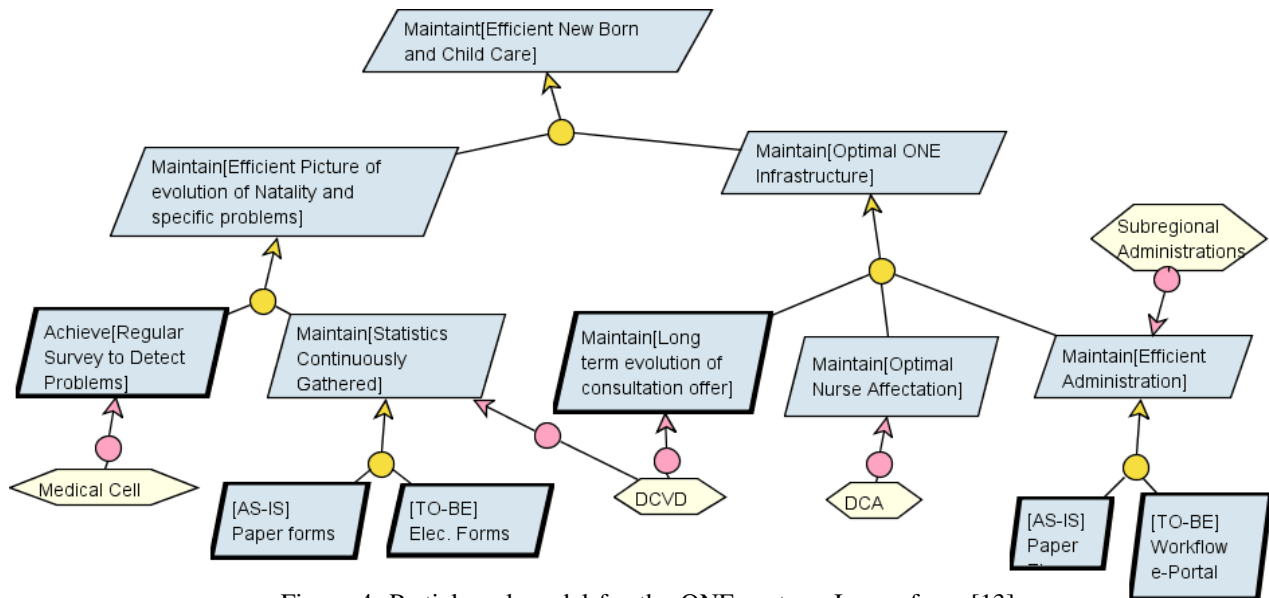 Maintaint[Efficient New Born
and Child Care]
Maintain[Efficient Picture of
evolution of Natality and
specific problems]
Maintain[Optimal ONE
Infrastructure]
Subregional
Administrations
Achieve[Regular
Survey to Detect
Problems]
Maintain[Statistics
Continuously
Gathered]
Maintain[Long
term evolution of
consultation offer]
Maintain[Optimal
Nurse Affectation]
Maintain[Efficient
Administration]
Medical Cell
[AS-IS]
Paper forms
[TO-BE]
Elec. Forms
DCVD
DCA
[AS-IS]
Paper
[TO-BE]
Workflow
e-Portal